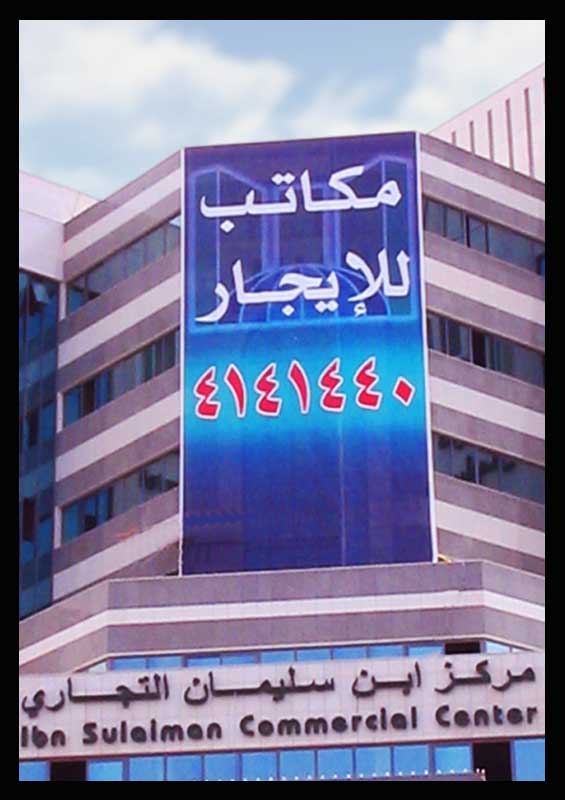 مكاتب
للإيجار
٤١٤١٤٤٠
مركز ابن سليمان التجاري
Ibn Sulaiman Commercial Center